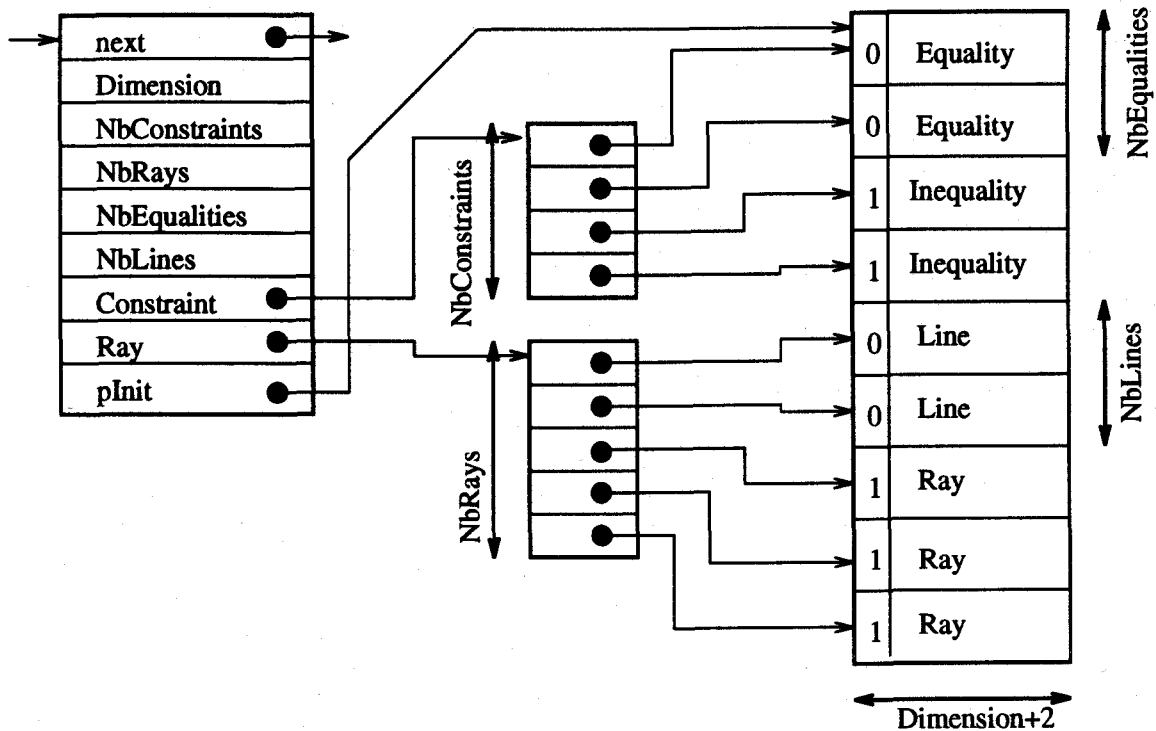 next
Dimension
NbConstraints
NbRays
NbEqualities
NbLines
Constraint
Ray
pInit
NbConstraints
NbRays
0 Equality
0 Equality
1 Inequality
1 Inequality
0 Line
0 Line
1 Ray
1 Ray
1 Ray
NbEqualities
NbLines
Dimension+2